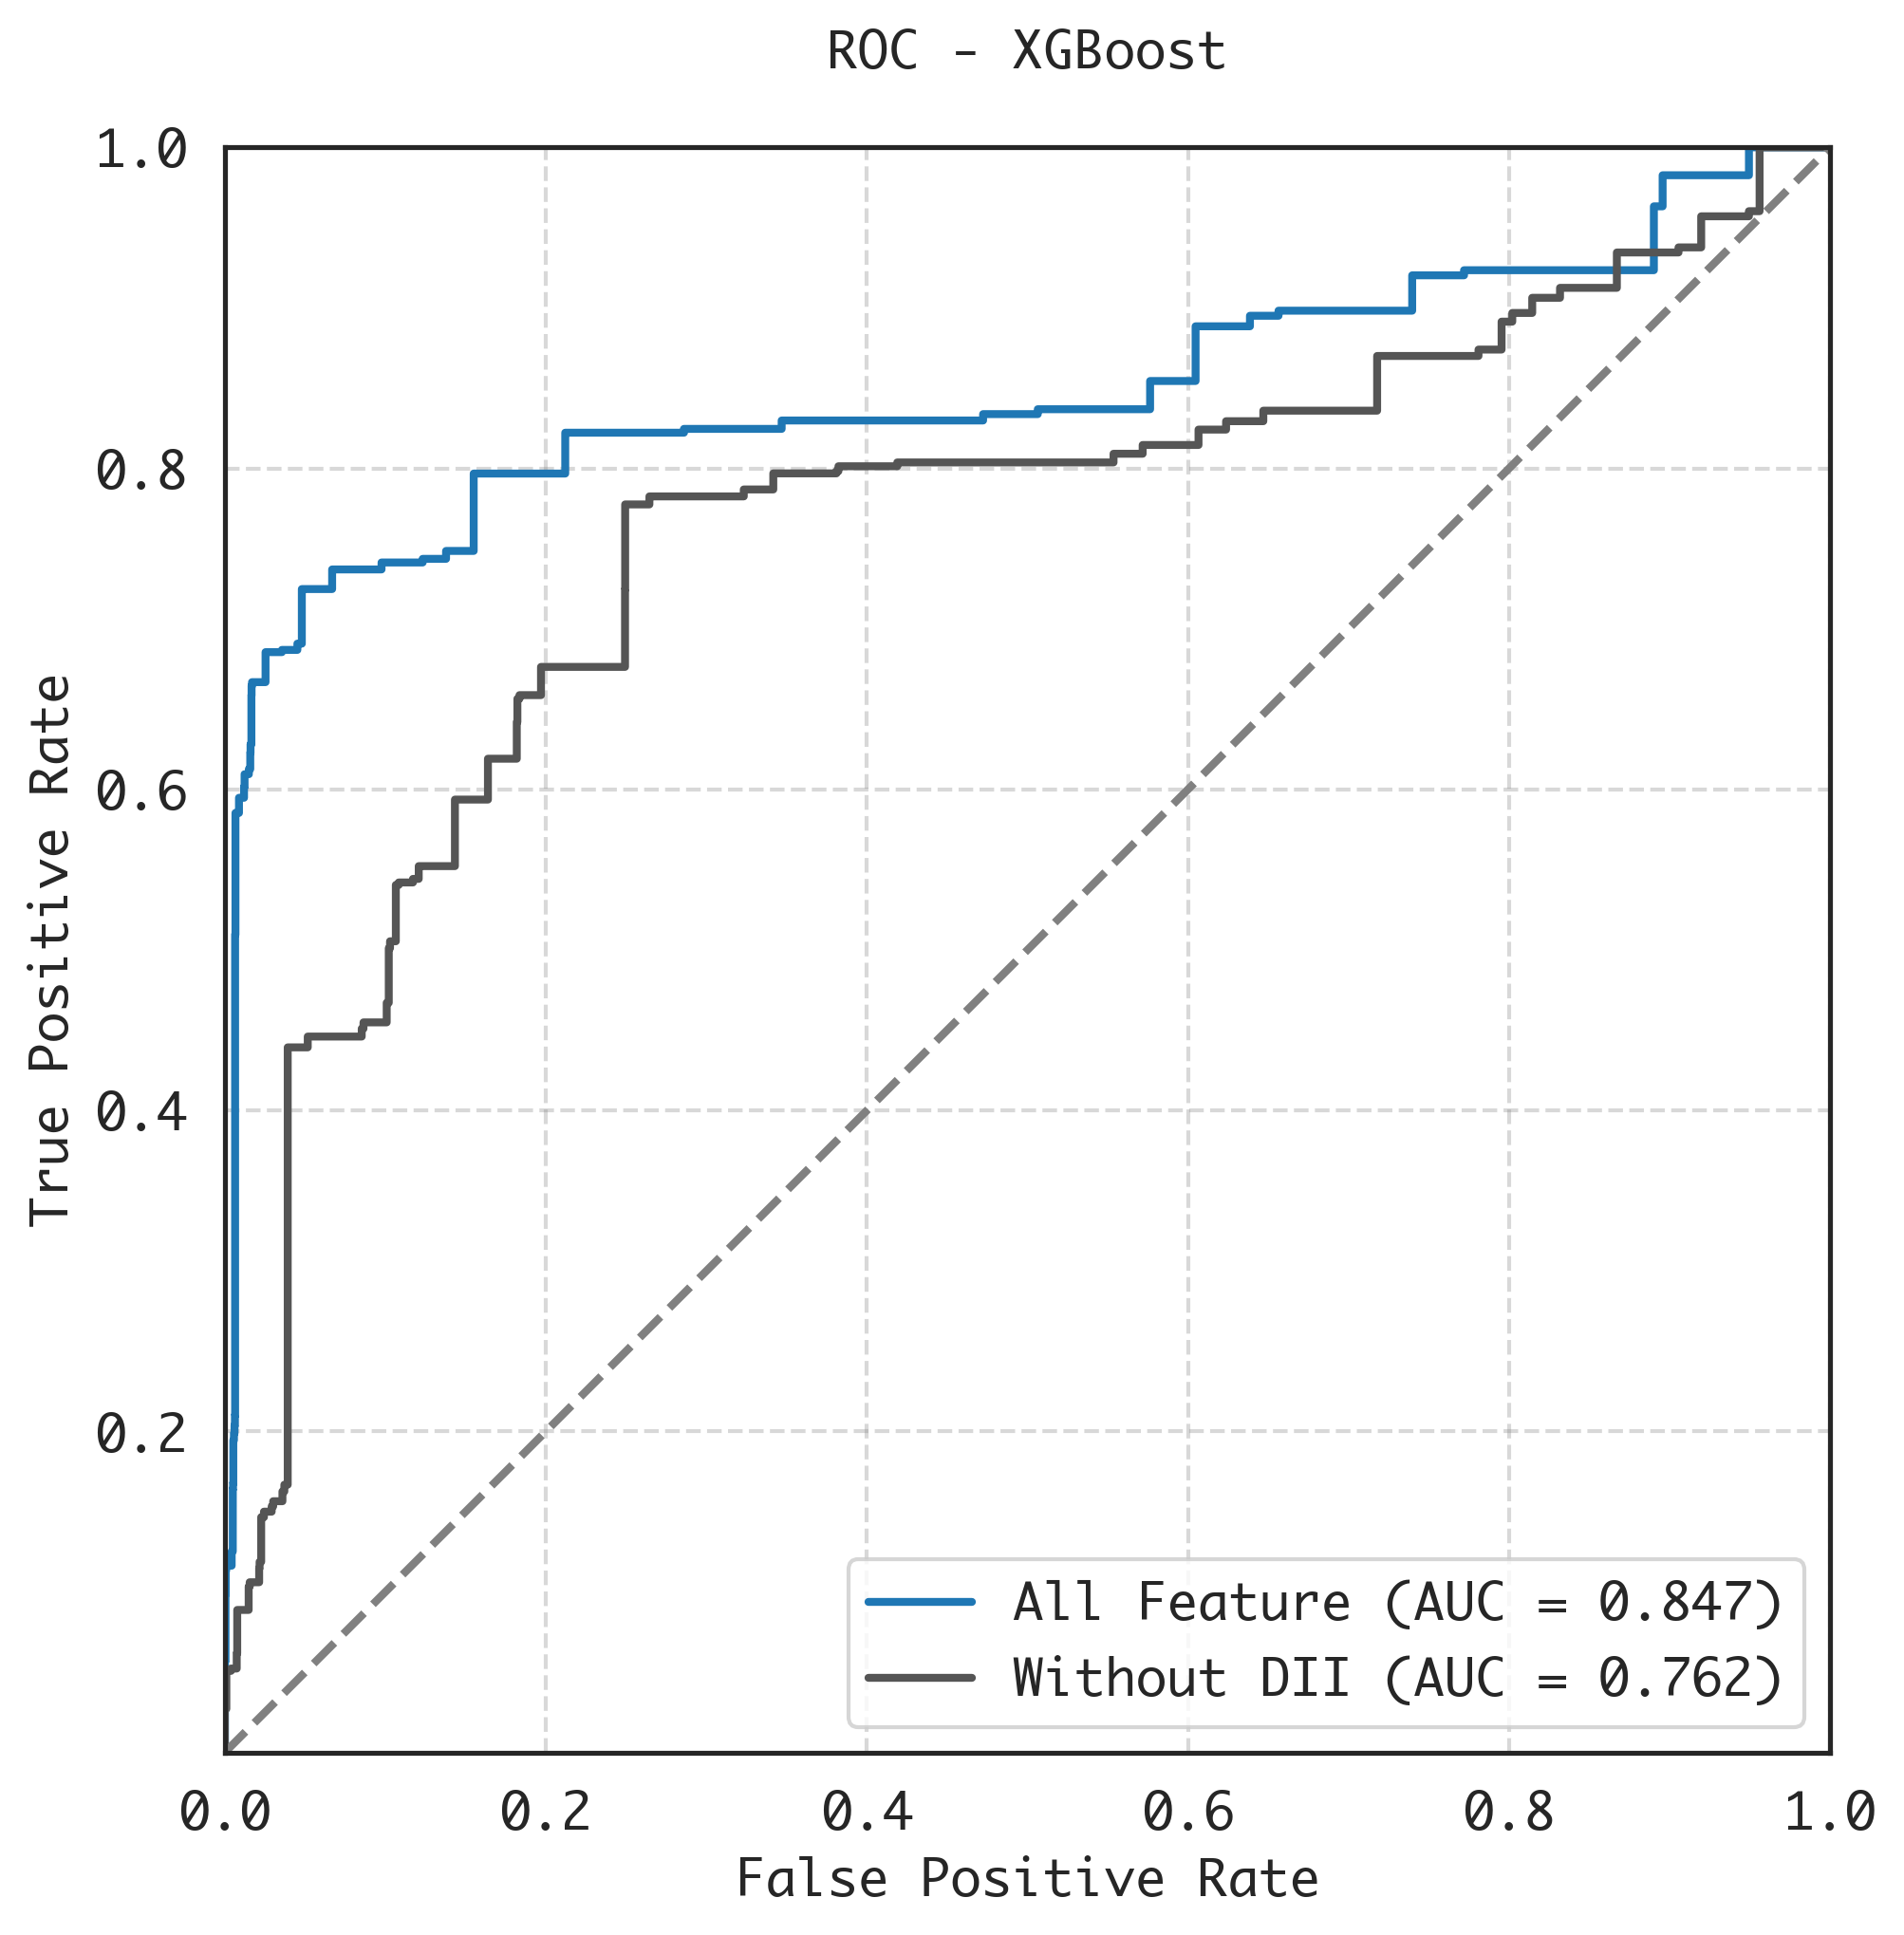 ROC - XGBoost
1.0
0.8
0.6
0.4
0.2
True Positive Rate
All Feature (AUC = 0.847)
Without DII (AUC = 0.762)
0.0 0.2 0.4 0.6 0.8 1.0
False Positive Rate